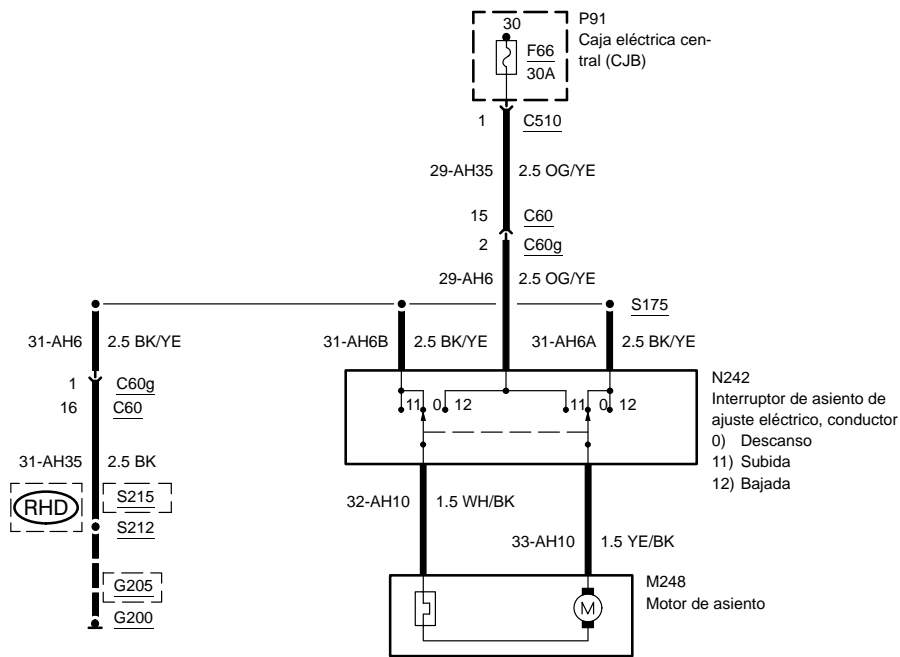 30
P91
Caja eléctrica cen-
tral (CJB)
F66
30A
1 C510
29-AH35 2.5 OG/YE
15 C60
2 C60g
29-AH6 2.5 OG/YE
S175
31-AH6 2.5 BK/YE 31-AH6B 2.5 BK/YE 31-AH6A 2.5 BK/YE
1 C60g
16 C60
N242
Interruptor de asiento de
ajuste eléctrico, conductor
0) Descanso
11) Subida
12) Bajada
11 0 12 11 0 12
31-AH35 2.5 BK
RHD
S215
S212
32-AH10 1.5 WH/BK
33-AH10 1.5 YE/BK
G205
G200
M248
Motor de asiento
M